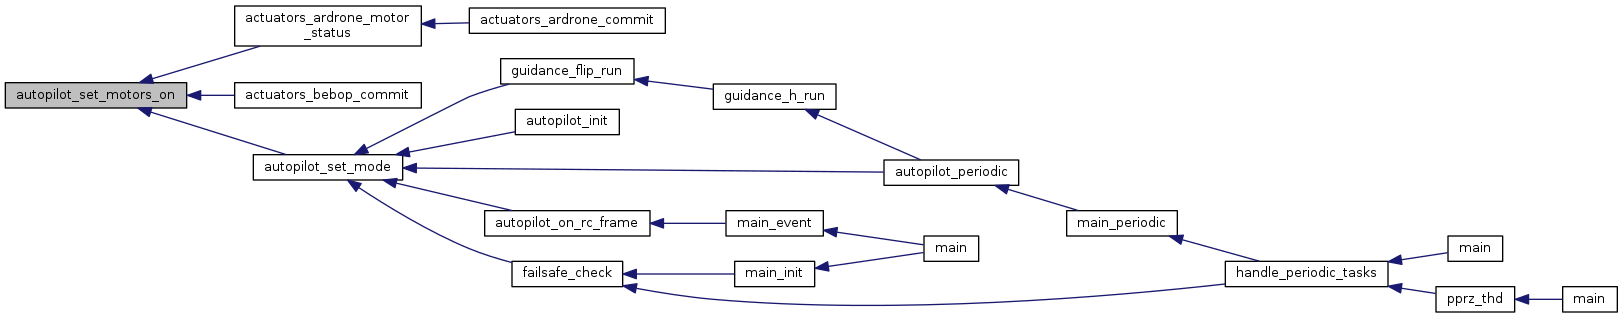 actuators_ardrone_motor
_status
actuators_ardrone_commit
autopilot_set_motors_on
actuators_bebop_commit
guidance_flip_run
guidance_h_run
autopilot_init
autopilot_set_mode
autopilot_periodic
autopilot_on_rc_frame
main_event
main_periodic
main
main
failsafe_check
main_init
handle_periodic_tasks
pprz_thd
main